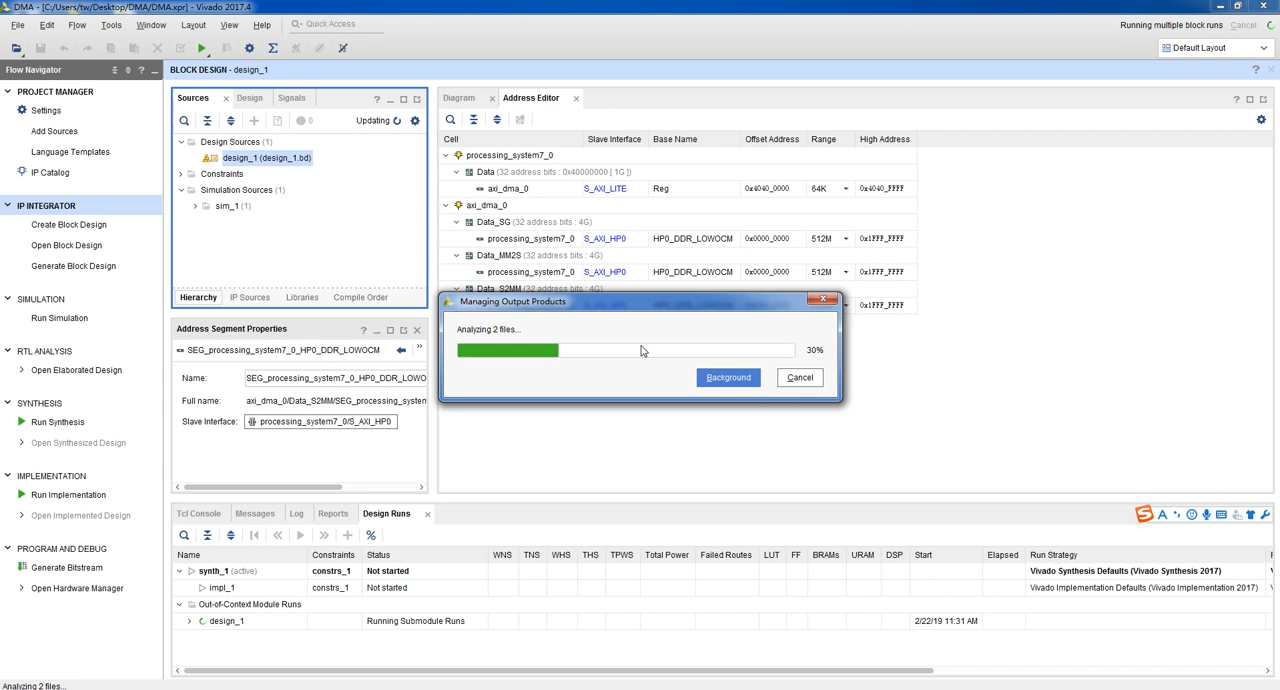 DMA - [C:/Users/tw/Desktop/DMA/DMA.xpr] - Vivado 2017.4
File Edit Flow Tools Window Layout View Help Quick Access
Running multiple block runs Cancel
Default Layout
Flow Navigator
BLOCK DESIGN - design_1
PROJECT MANAGER
Settings
Add Sources
Language Templates
IP Catalog
IP INTEGRATOR
Create Block Design
Open Block Design
Generate Block Design
SIMULATION
Run Simulation
RTL ANALYSIS
Open Elaborated Design
SYNTHESIS
Run Synthesis
Open Synthesized Design
IMPLEMENTATION
Run Implementation
Open Implemented Design
PROGRAM AND DEBUG
Generate Bitstream
Open Hardware Manager
Sources Design Signals
0 Updating
Design Sources (1)
design_1 (design_1.bd)
Constraints
Simulation Sources (1)
sim_1 (1)
Hierarchy IP Sources Libraries Compile Order
Address Segment Properties
SEG_processing_system7_0_HP0_DDR_LOWOCM
Name: SEG_processing_system7_0_HP0_DDR_LOWO
Full name: axi_dma_0/Data_S2MM/SEG_processing_system
Slave Interface: processing_system7_0/S_AXI_HP0
Diagram Address Editor
Cell Slave Interface Base Name Offset Address Range High Address
processing_system7_0
Data (32 address bits : 0x40000000 [ 1G ])
axi_dma_0 S_AXI_LITE Reg 0x4040_0000 64K 0x4040_FFFF
axi_dma_0
Data_SG (32 address bits : 4G)
processing_system7_0 S_AXI_HP0 HP0_DDR_LOWOCM 0x0000_0000 512M 0x1FFF_FFFF
Data_MM2S (32 address bits : 4G)
processing_system7_0 S_AXI_HP0 HP0_DDR_LOWOCM 0x0000_0000 512M 0x1FFF_FFFF
Data_S2MM (32 address bits : 4G)
0x1FFF_FFFF
Managing Output Products
Analyzing 2 files...
30%
Background Cancel
Tcl Console Messages Log Reports Design Runs
Name Constraints Status WNS TNS WHS THS TPWS Total Power Failed Routes LUT FF BRAMs URAM DSP Start Elapsed Run Strategy
synth_1 (active) constrs_1 Not started Vivado Synthesis Defaults (Vivado Synthesis 2017)
impl_1 constrs_1 Not started Vivado Implementation Defaults (Vivado Implementation 2017)
Out-of-Context Module Runs
design_1 Running Submodule Runs 2/22/19 11:31 AM
Analyzing 2 files...